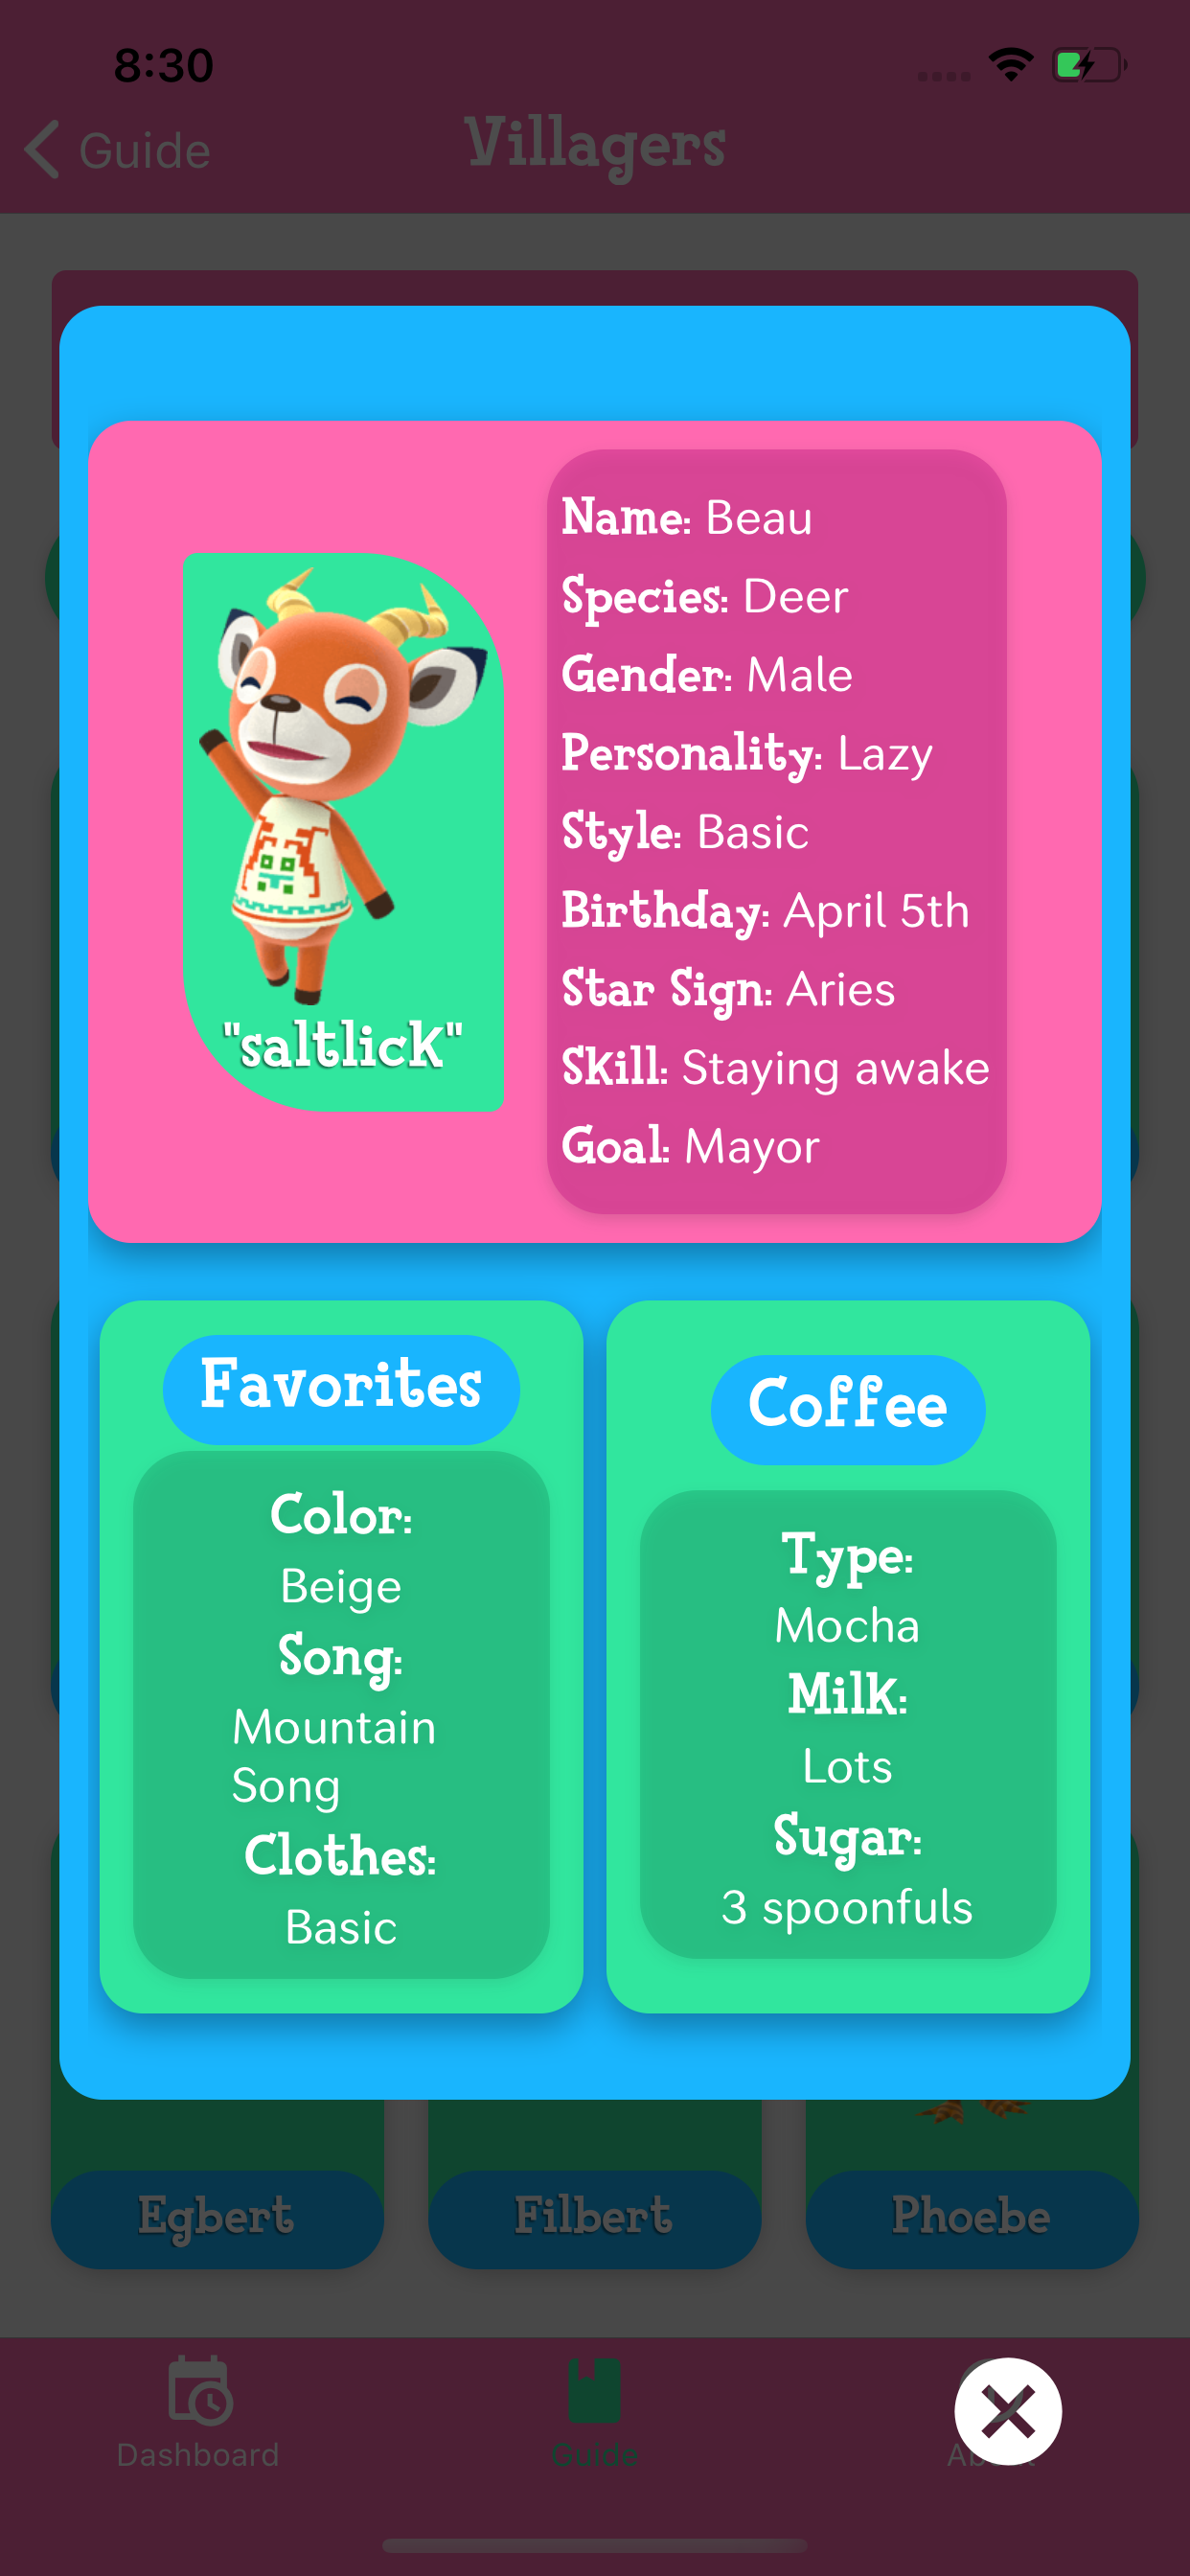 8:30
Guide
Villagers
Name: Beau
Species: Deer
Gender: Male
Personality: Lazy
Style: Basic
Birthday: April 5th
Star Sign: Aries
Skill: Staying awake
Goal: Mayor
"saltlick"
Favorites
Color:
Beige
Song:
Mountain
Song
Clothes:
Basic
Coffee
Type:
Mocha
Milk:
Lots
Sugar:
3 spoonfuls
Egbert
Filbert
Phoebe
Dashboard
Guide